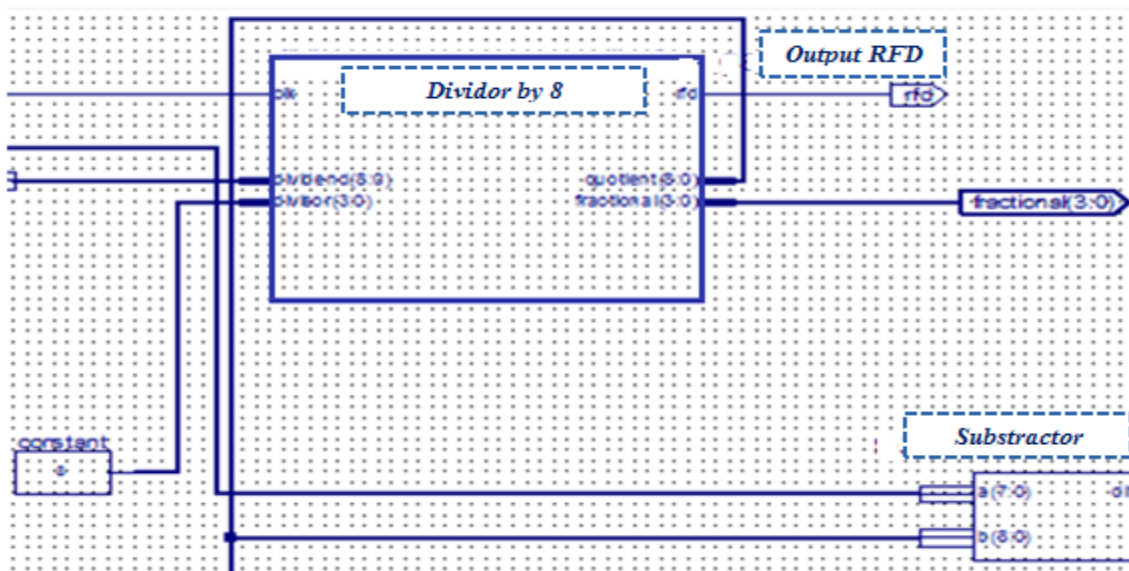 Output RFD
Dividor by 8
clk
rfd
rfd
dividend(8:0)
quotient(8:0)
divisor(3:0)
fractional(3:0)
fractional(3:0)
Substractor
constant
a(7:0)
b(8:0)